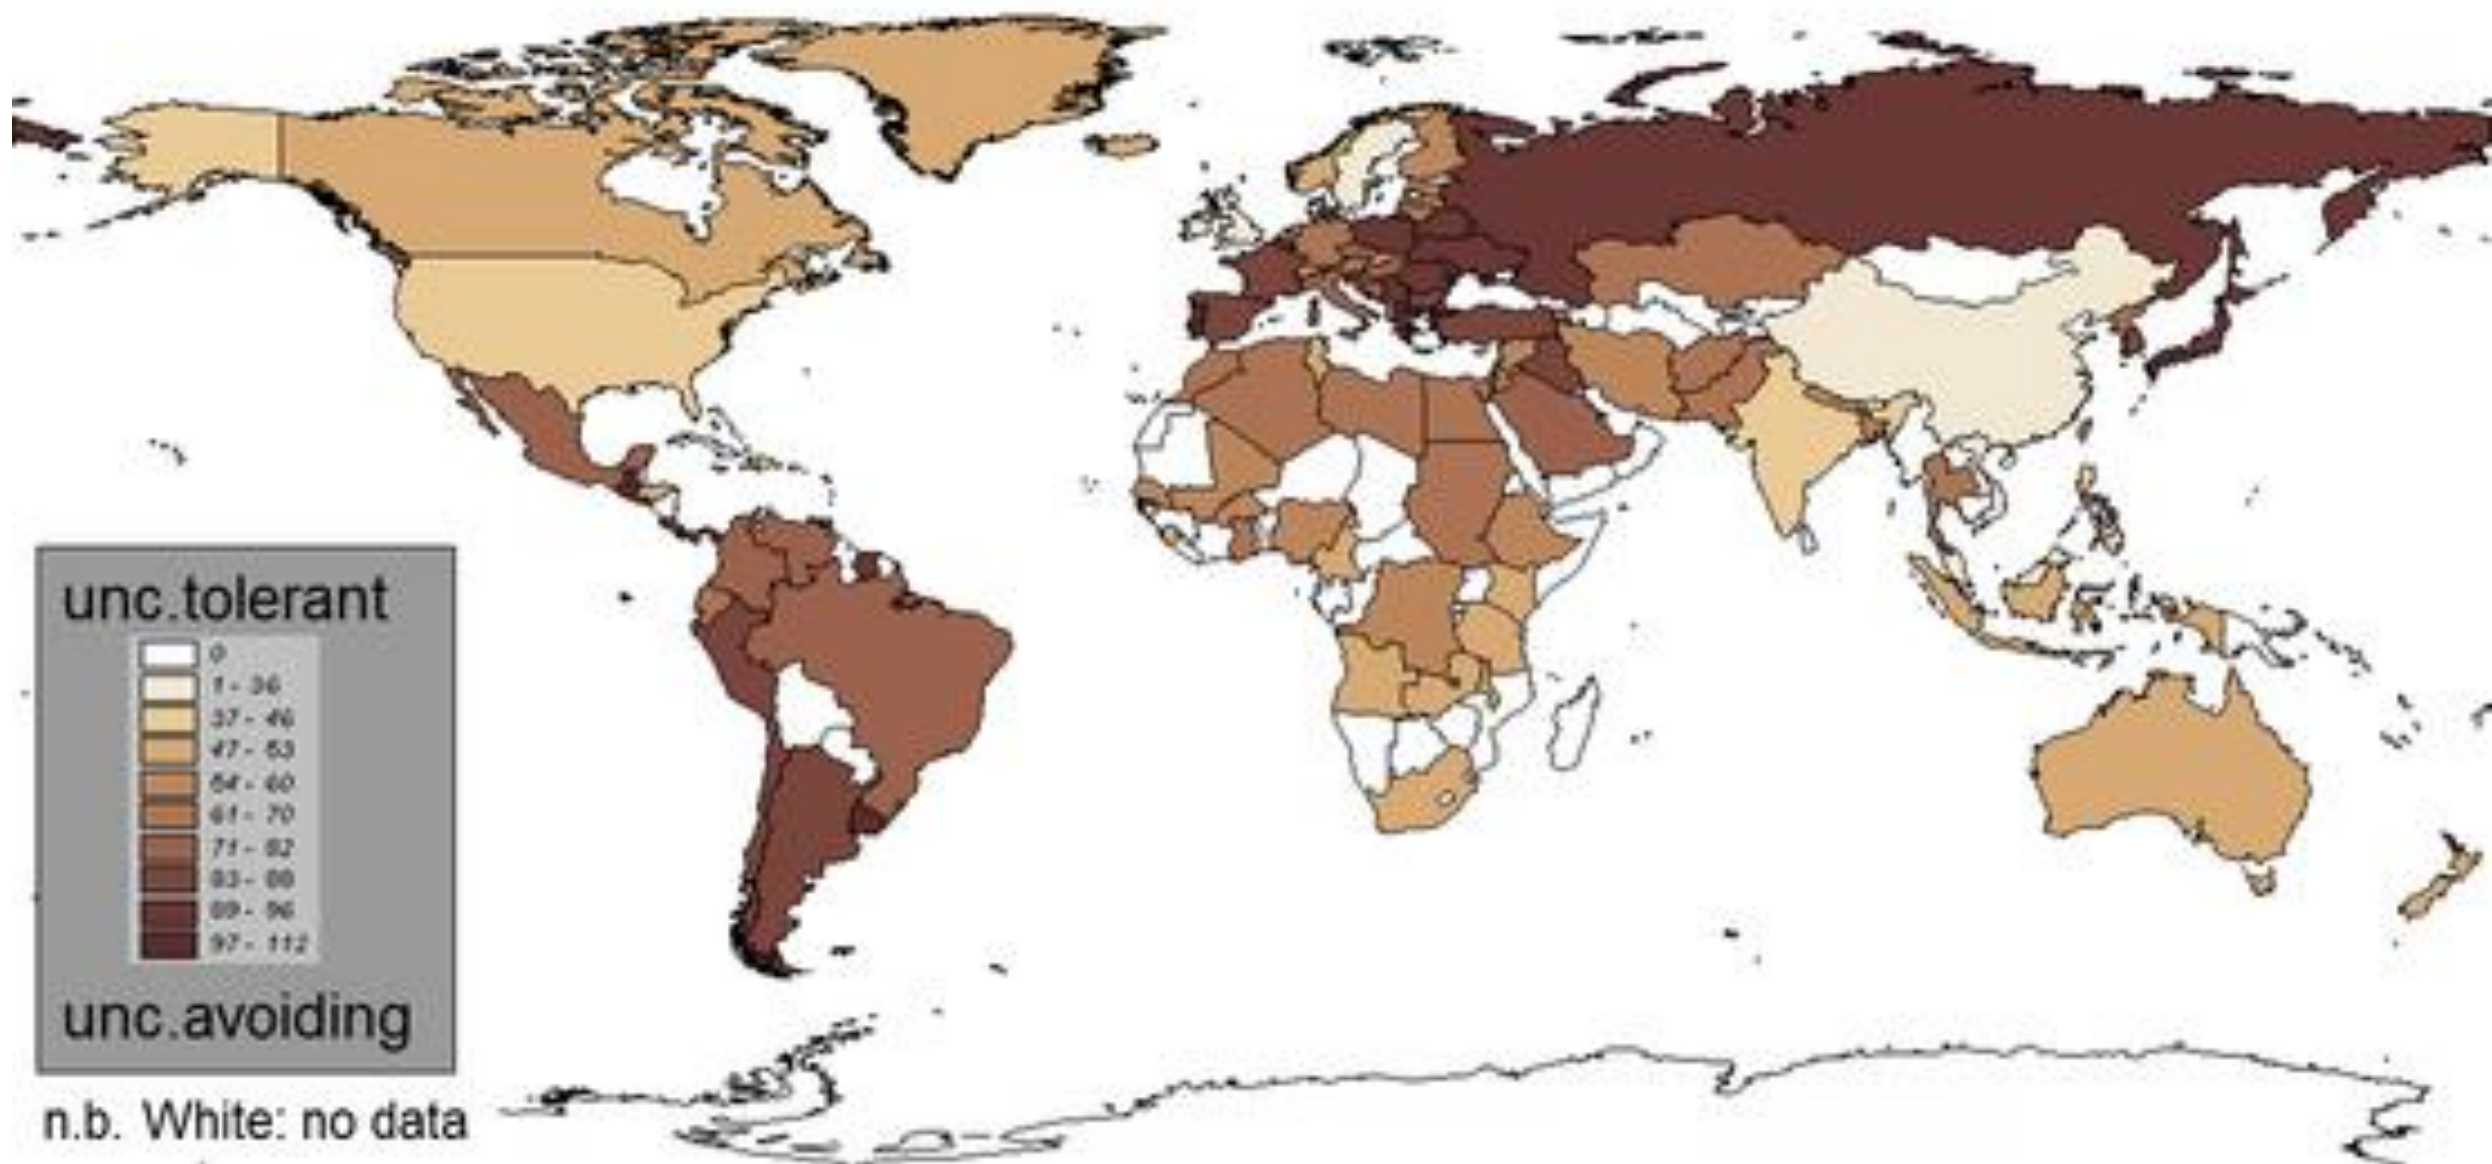 unc.tolerant
0
1 - 36
37 - 46
47 - 53
54 - 60
61 - 70
71 - 82
83 - 88
89 - 96
97 - 112
unc.avoiding
n.b. White: no data